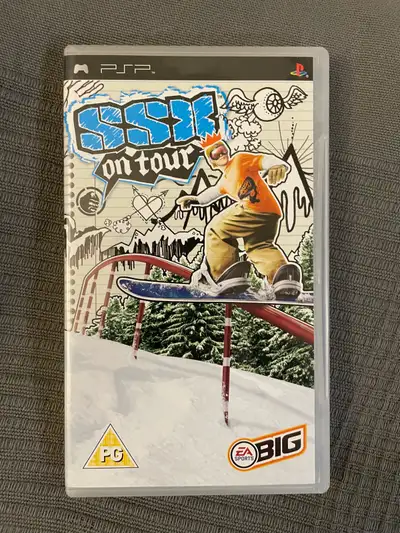 PSP
SSX
on tour
PG
EA
SPORTS
BIG